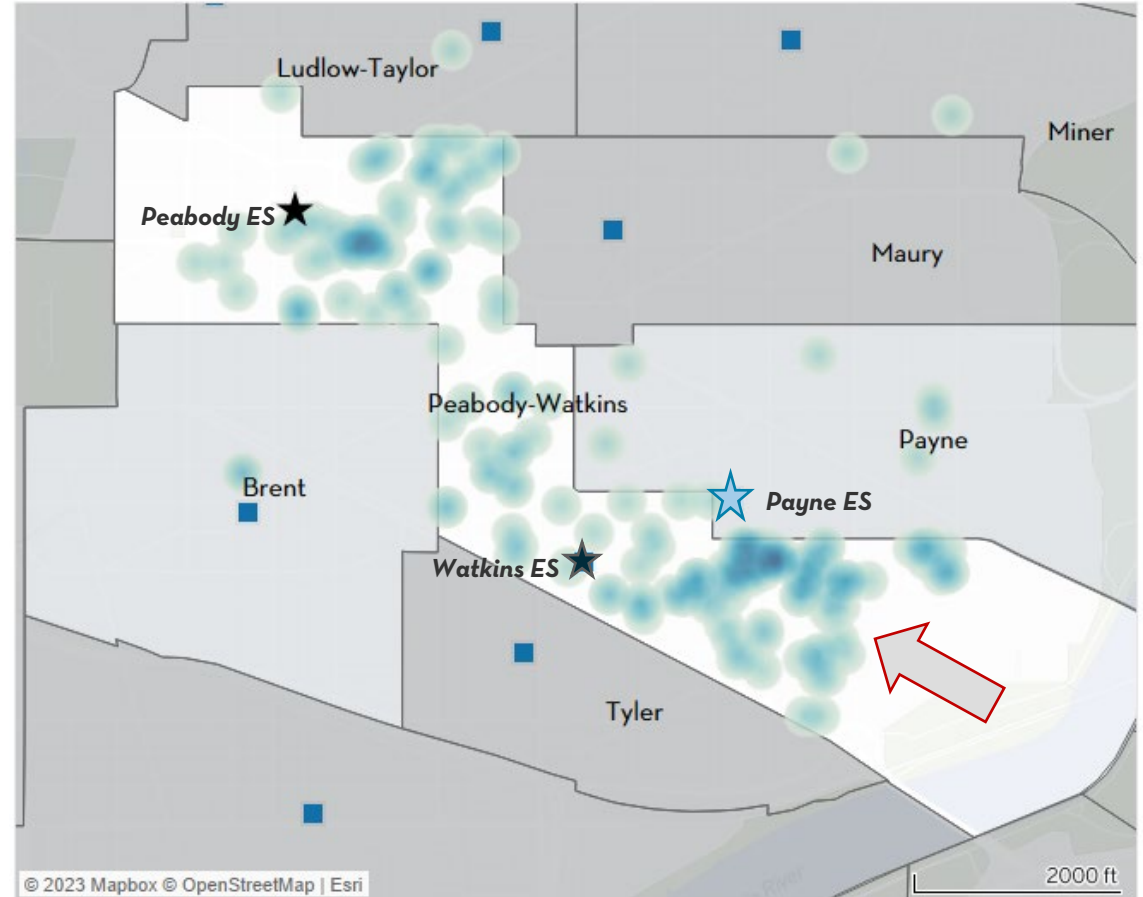 Ludlow-Taylor
Miner
Peabody ES
Maury
Peabody-Watkins
Payne
Brent
Payne ES
Watkins ES
Tyler
River
© 2023 Mapbox © OpenStreetMap | Esri
2000 ft